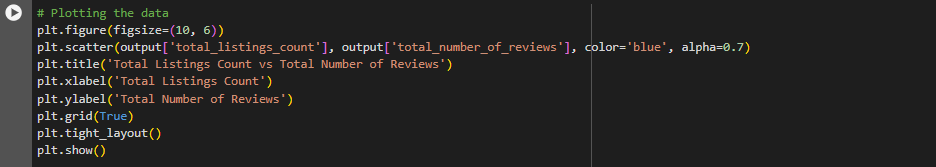 # Plotting the data
plt.figure(figsize=(10, 6))
plt.scatter(output['total_listings_count'], output['total_number_of_reviews'], color='blue', alpha=0.7)
plt.title('Total Listings Count vs Total Number of Reviews')
plt.xlabel('Total Listings Count')
plt.ylabel('Total Number of Reviews')
plt.grid(True)
plt.tight_layout()
plt.show()